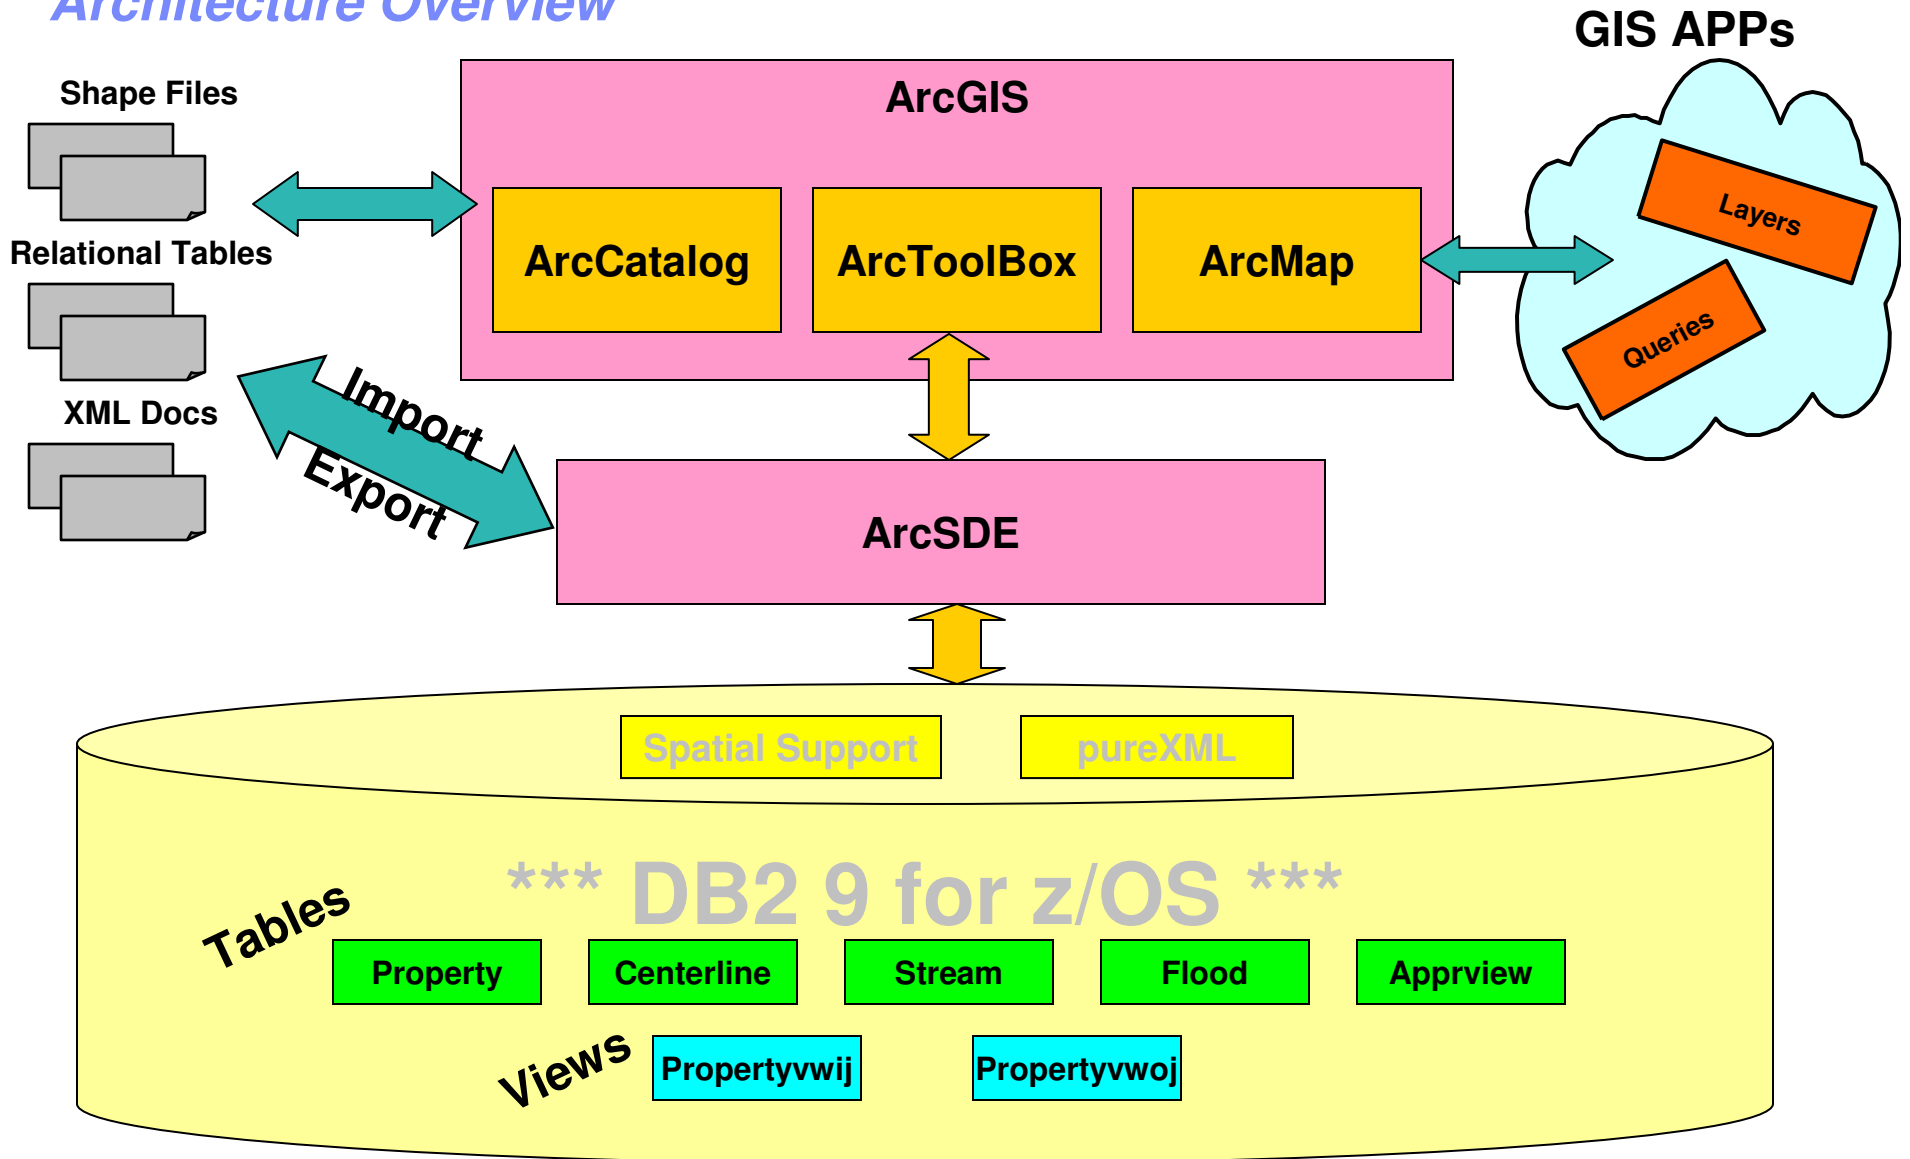 Architecture Overview
GIS APPs
Shape Files
ArcGIS
Layers
Relational Tables
ArcCatalog
ArcToolBox
ArcMap
Queries
XML Docs
Import
Export
ArcSDE
Spatial Support
pureXML
*** DB2 9 for z/OS ***
Tables
Property
Centerline
Stream
Flood
Apprview
Views
Propertyvwij
Propertyvwoj